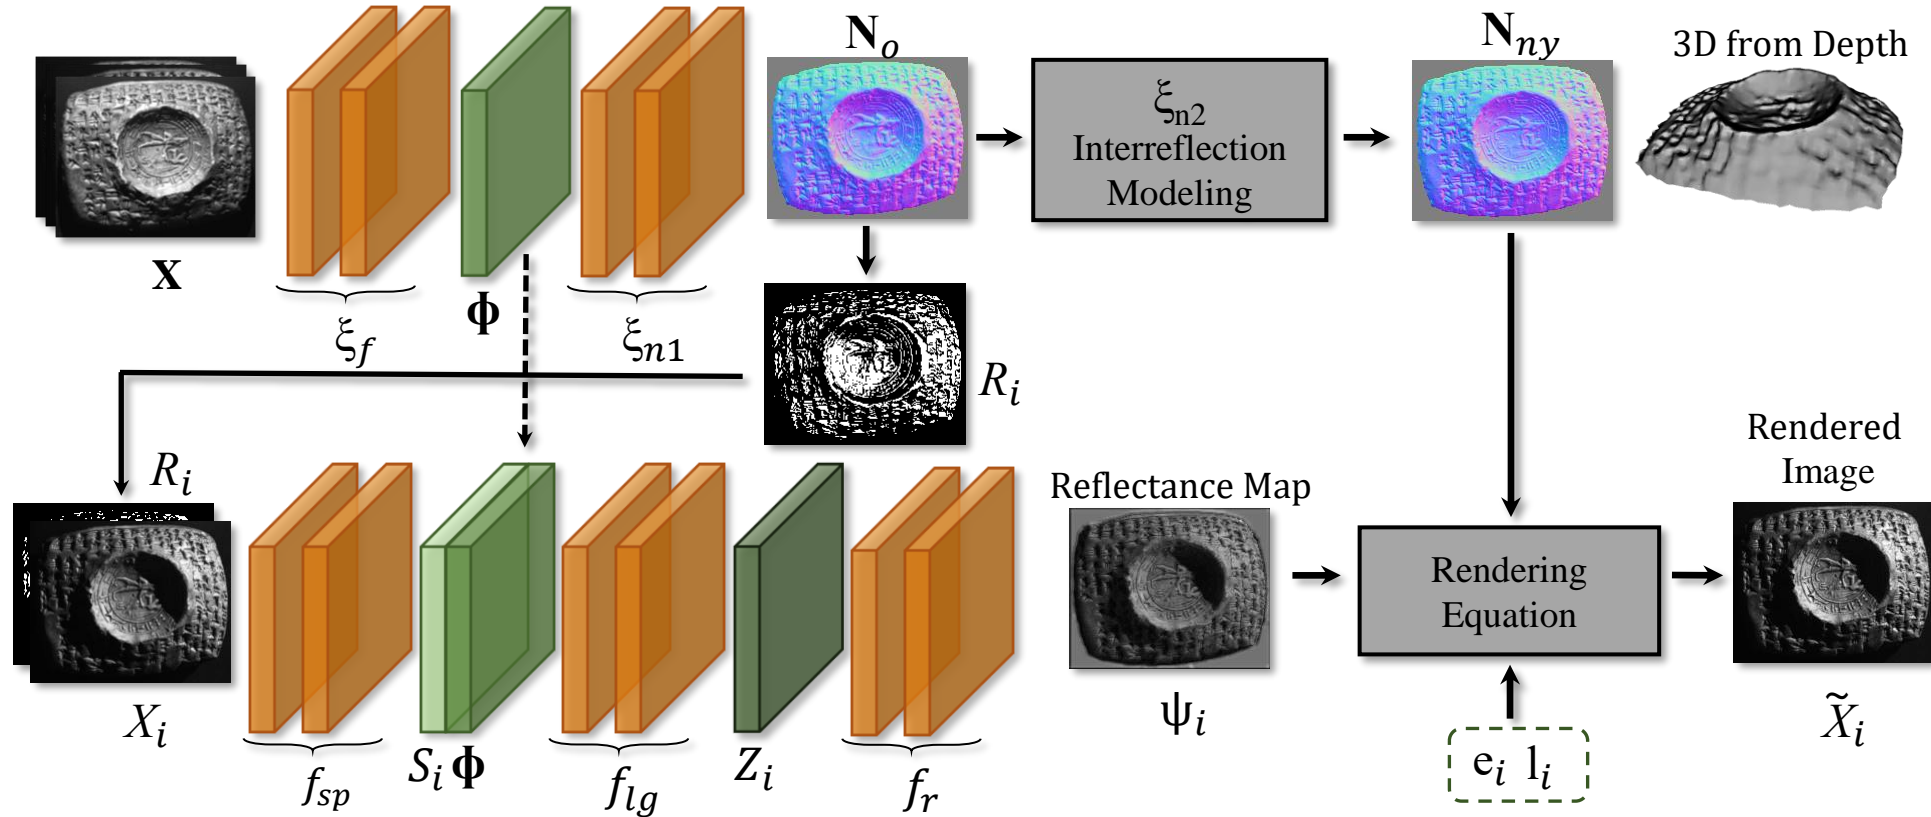 N_o
N_ny
3D from Depth
ξ_n2
Interreflection
Modeling
X
ξ_f
Φ
ξ_n1
R_i
R_i
Reflectance Map
Rendered
Image
Rendering
Equation
X_i
f_sp
S_i Φ
f_lg
Z_i
f_r
ψ_i
e_i l_i
X̃_i